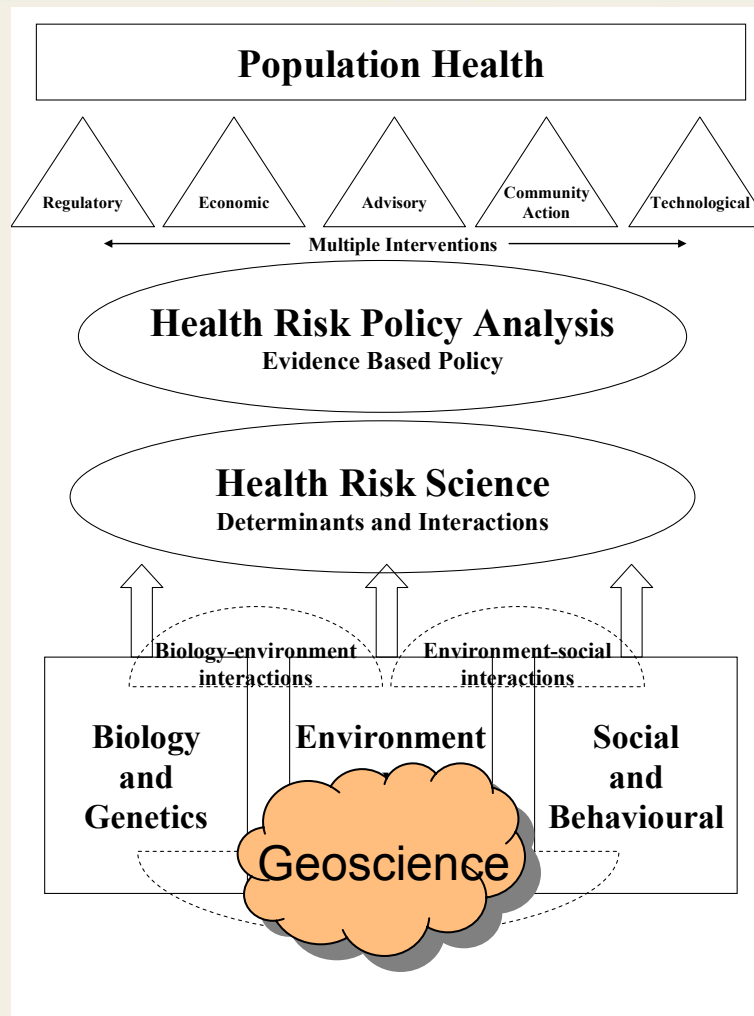 Population Health
Regulatory
Economic
Advisory
Community
Action
Technological
Multiple Interventions
Health Risk Policy Analysis
Evidence Based Policy
Health Risk Science
Determinants and Interactions
Biology-environment
interactions
Environment-social
interactions
Biology
and
Genetics
Environment
Social
and
Behavioural
Geoscience